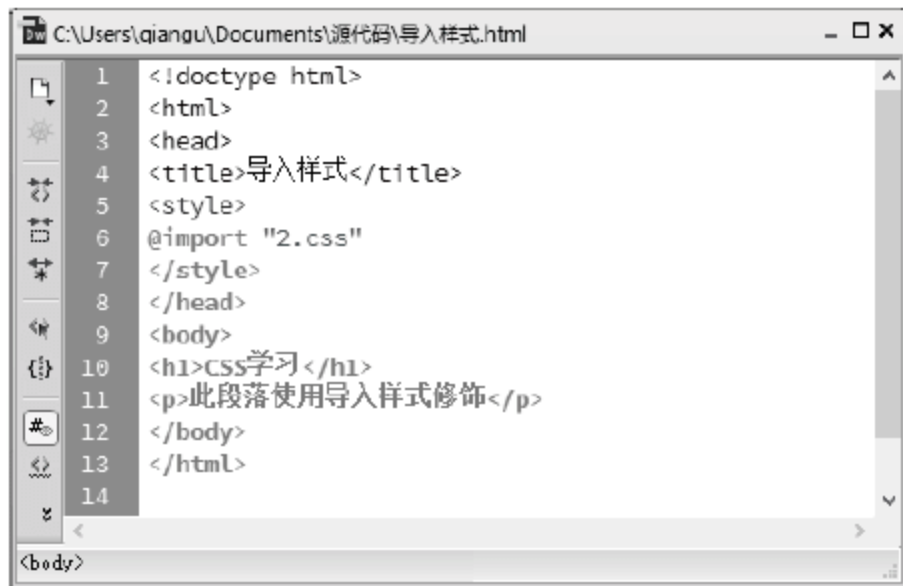 Dw C:\Users\qiangu\Documents\源代码\导入样式.html
1 <!doctype html>
2 <html>
3 <head>
4 <title>导入样式</title>
5 <style>
6 @import "2.css"
7 </style>
8 </head>
9 <body>
10 <h1>CSS学习</h1>
11 <p>此段落使用导入样式修饰</p>
12 </body>
13 </html>
14
<body>